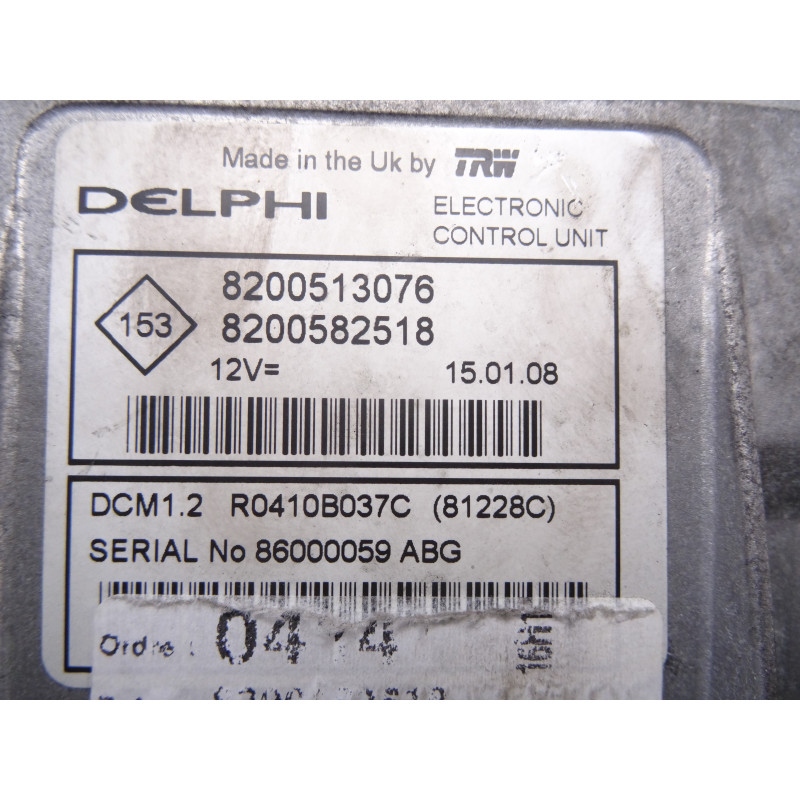 Made in the Uk by TRW
DELPHI
ELECTRONIC
CONTROL UNIT
153
8200513076
8200582518
12V=
15.01.08
DCM1.2 R0410B037C (81228C)
SERIAL No 86000059 ABG
Ordre :
16H1